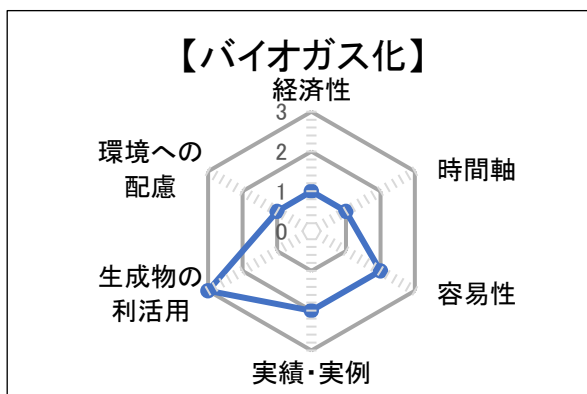 【バイオガス化】
経済性
3
2
1
0
時間軸
容易性
実績・実例
生成物の
利活用
環境への
配慮